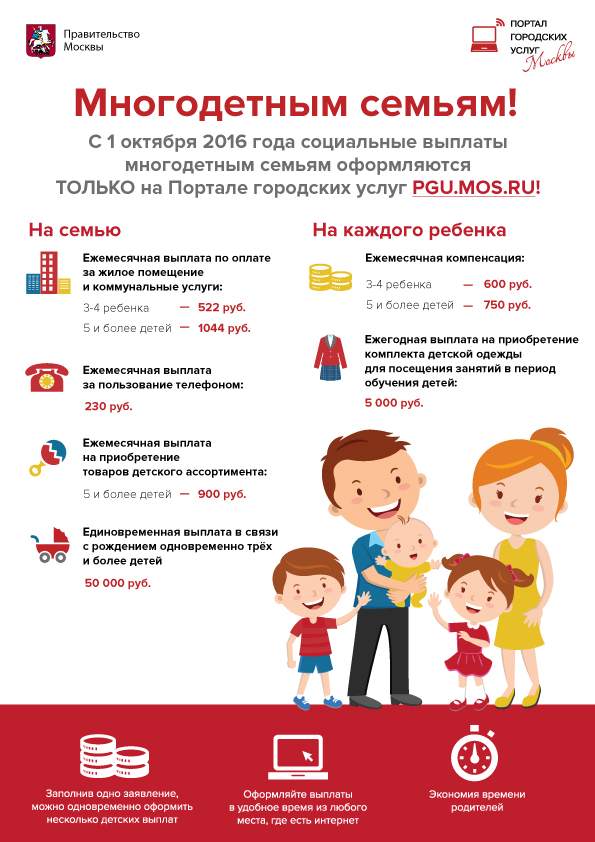 Правительство
Москвы
ПОРТАЛ
ГОРОДСКИХ
УСЛУГ
Москвы
Многодетным семьям!
С 1 октября 2016 года социальные выплаты
многодетным семьям оформляются
ТОЛЬКО на Портале городских услуг PGU.MOS.RU!
На семью
Ежемесячная выплата по оплате
за жилое помещение
и коммунальные услуги:
3-4 ребенка — 522 руб.
5 и более детей — 1044 руб.
Ежемесячная выплата
за пользование телефоном:
230 руб.
Ежемесячная выплата
на приобретение
товаров детского ассортимента:
5 и более детей — 900 руб.
Единовременная выплата в связи
с рождением одновременно трёх
и более детей
50 000 руб.
На каждого ребенка
Ежемесячная компенсация:
3-4 ребенка — 600 руб.
5 и более детей — 750 руб.
Ежегодная выплата на приобретение
комплекта детской одежды
для посещения занятий в период
обучения детей:
5 000 руб.
Заполнив одно заявление,
можно одновременно оформить
несколько детских выплат
Оформляйте выплаты
в удобное время из любого
места, где есть интернет
Экономия времени
родителей